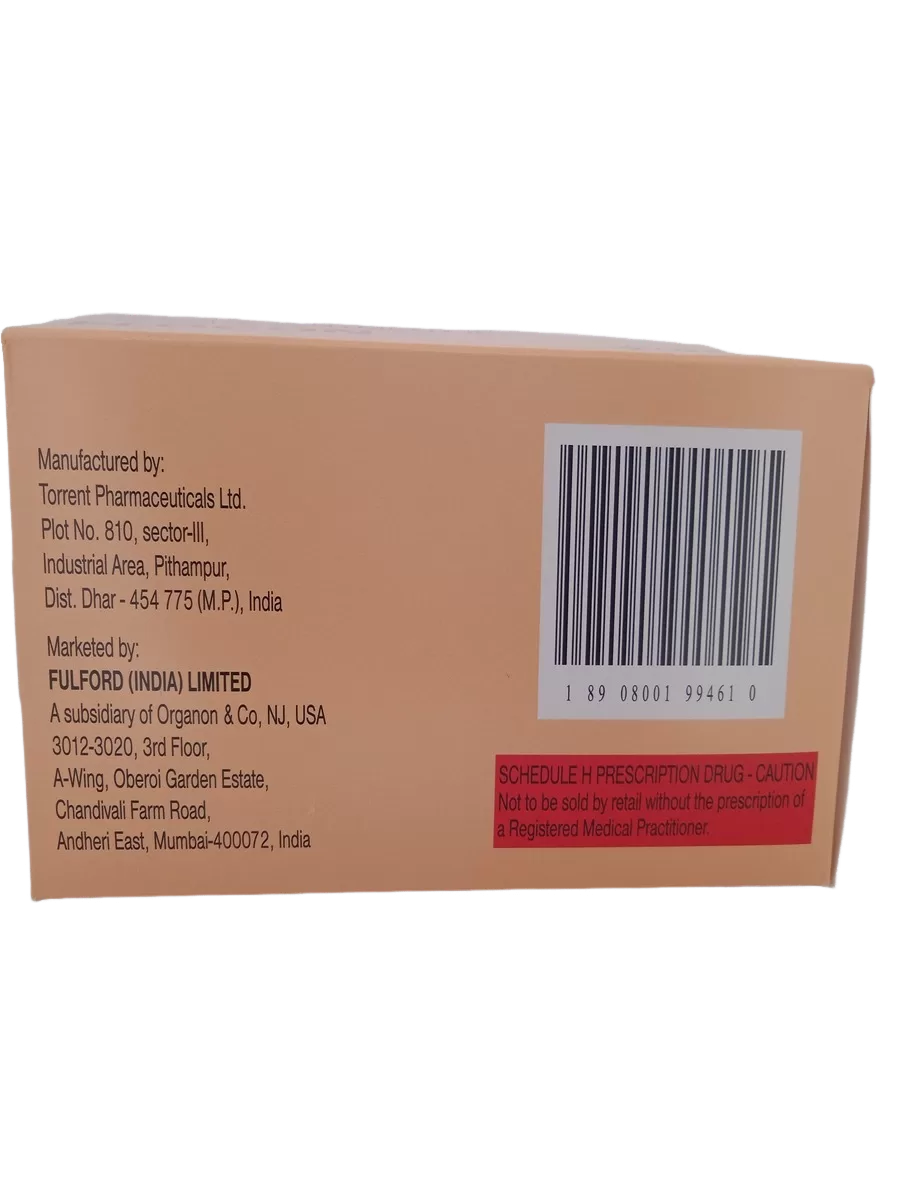 Manufactured by:
Torrent Pharmaceuticals Ltd.
Plot No. 810, sector-III,
Industrial Area, Pithampur,
Dist. Dhar - 454 775 (M.P.), India
Marketed by:
FULFORD (INDIA) LIMITED
A subsidiary of Organon & Co, NJ, USA
3012-3020, 3rd Floor,
A-Wing, Oberoi Garden Estate,
Chandivali Farm Road,
Andheri East, Mumbai-400072, India
1 89 08001 99461 0
SCHEDULE H PRESCRIPTION DRUG - CAUTION
Not to be sold by retail without the prescription of
a Registered Medical Practitioner.